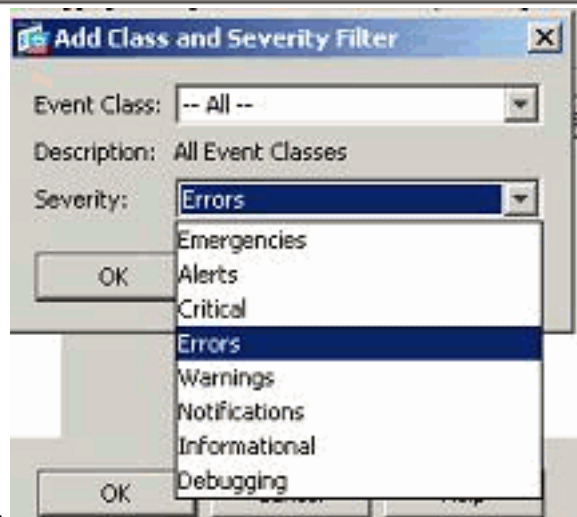 Add Class and Severity Filter
Event Class: -- All --
Description: All Event Classes
Severity: Errors
Emergencies
OK Alerts
Critical
Errors
Warnings
Notifications
Informational
OK Debugging